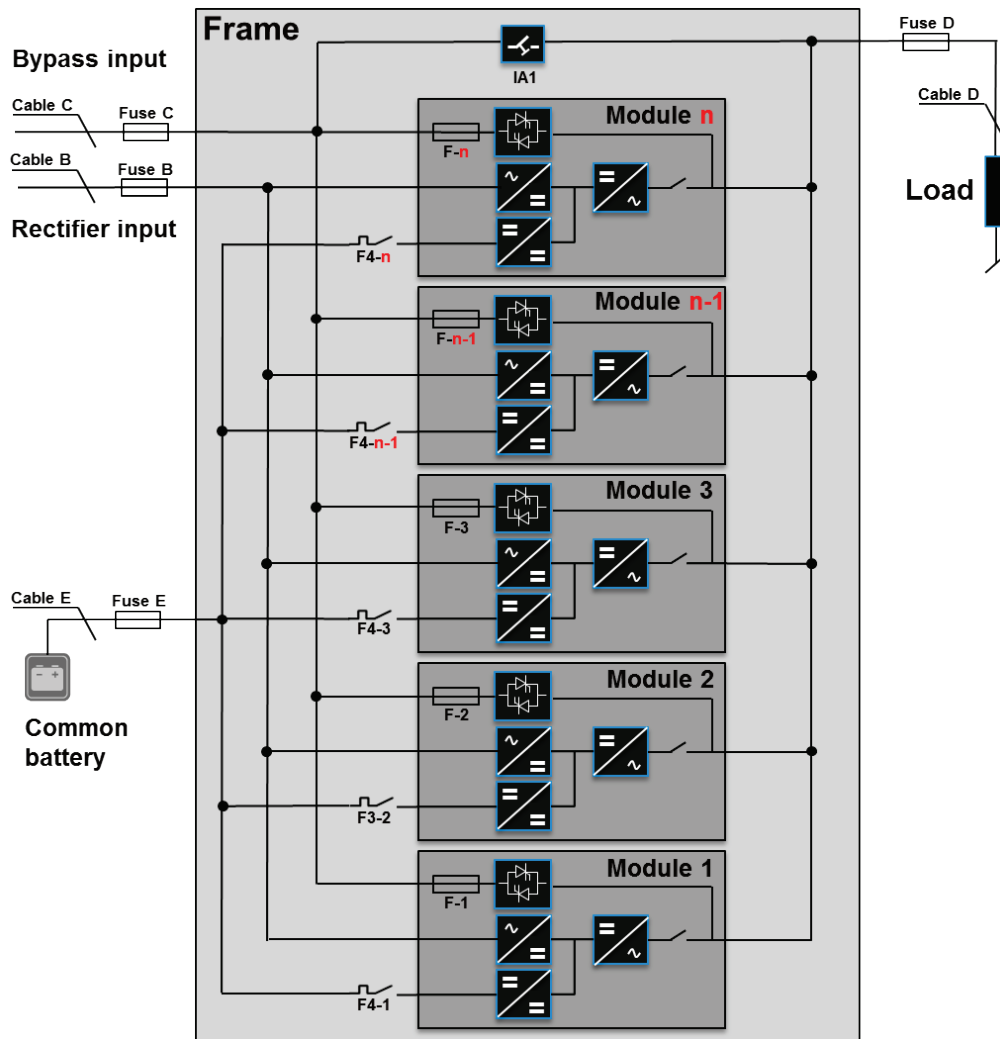 Frame
Fuse D
Bypass input
IA1
Cable C
Fuse C
Cable D
Module n
F-n
Cable B
Fuse B
Load
Rectifier input
F4-n
Module n-1
F-n-1
F4-n-1
Module 3
F-3
Cable E
Fuse E
F4-3
Module 2
F-2
Common
battery
F3-2
Module 1
F-1
F4-1